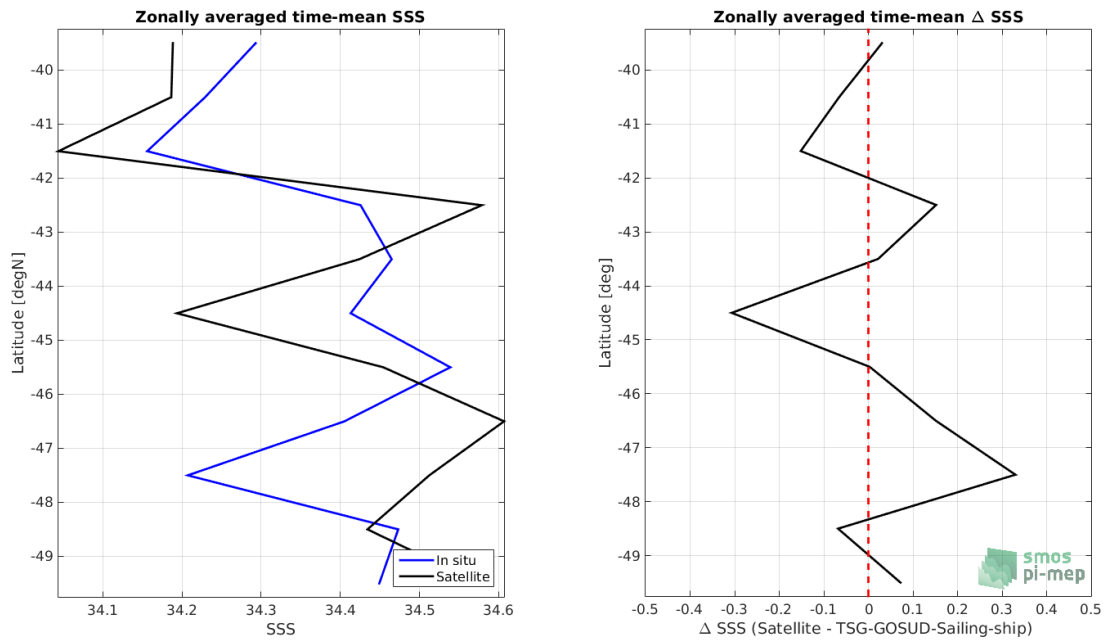 Zonally averaged time-mean SSS
-40
-41
-42
-43
-44
-45
-46
-47
-48
-49
Latitude [degN]
34.1 34.2 34.3 34.4 34.5 34.6
SSS
In situ
Satellite
Zonally averaged time-mean Δ SSS
-40
-41
-42
-43
-44
-45
-46
-47
-48
-49
Latitude [deg]
-0.5 -0.4 -0.3 -0.2 -0.1 0 0.1 0.2 0.3 0.4 0.5
Δ SSS (Satellite - TSG-GOSUD-Sailing-ship)
smos
pi-mep